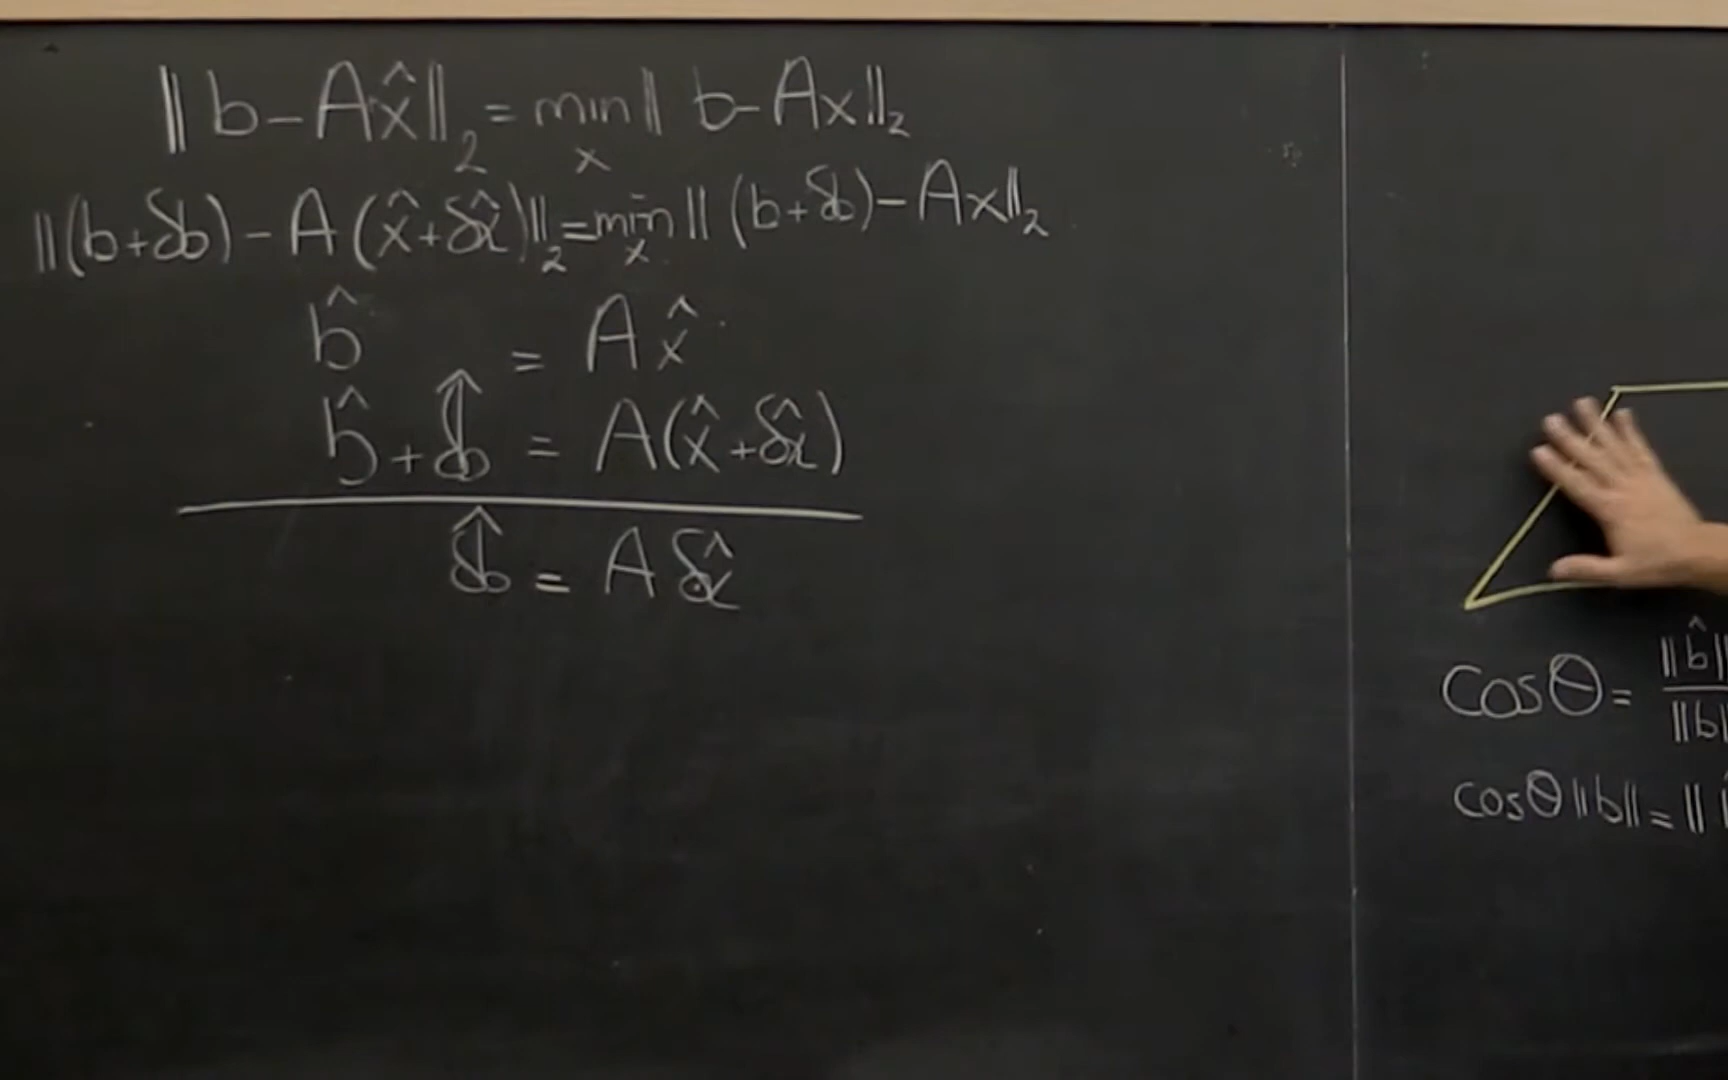 ‖b − Ax̂‖₂ = min‖ b − Ax‖₂
x
‖(b+δb) − A(x̂+δx̂)‖₂ = min‖ (b+δb) − Ax‖₂
x
b̂ = Ax̂
b̂ + δb̂ = A(x̂ + δx̂)
δb̂ = Aδx̂
cosθ = ‖b̂‖
‖b‖
cosθ‖b‖ = ‖